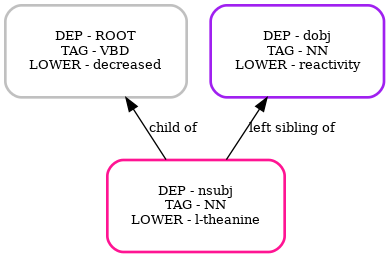 DEP - ROOT
TAG - VBD
LOWER - decreased
DEP - dobj
TAG - NN
LOWER - reactivity
child of
left sibling of
DEP - nsubj
TAG - NN
LOWER - l-theanine